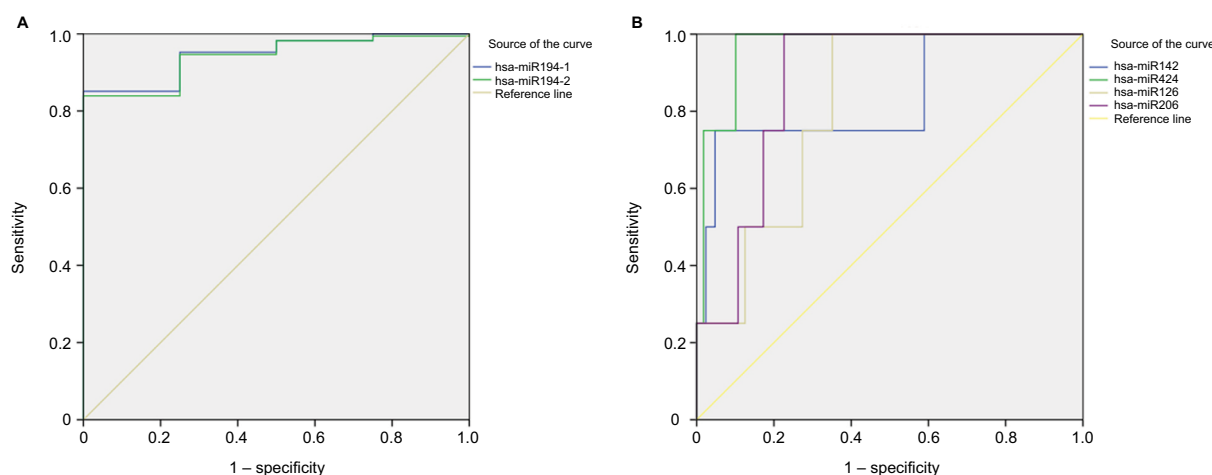 A
1.0
0.8
0.6
0.4
0.2
0
Sensitivity
0
0.2
0.4
0.6
0.8
1.0
1 – specificity
Source of the curve
hsa-miR194-1
hsa-miR194-2
Reference line
B
1.0
0.8
0.6
0.4
0.2
0
Sensitivity
0
0.2
0.4
0.6
0.8
1.0
1 – specificity
Source of the curve
hsa-miR142
hsa-miR424
hsa-miR126
hsa-miR206
Reference line